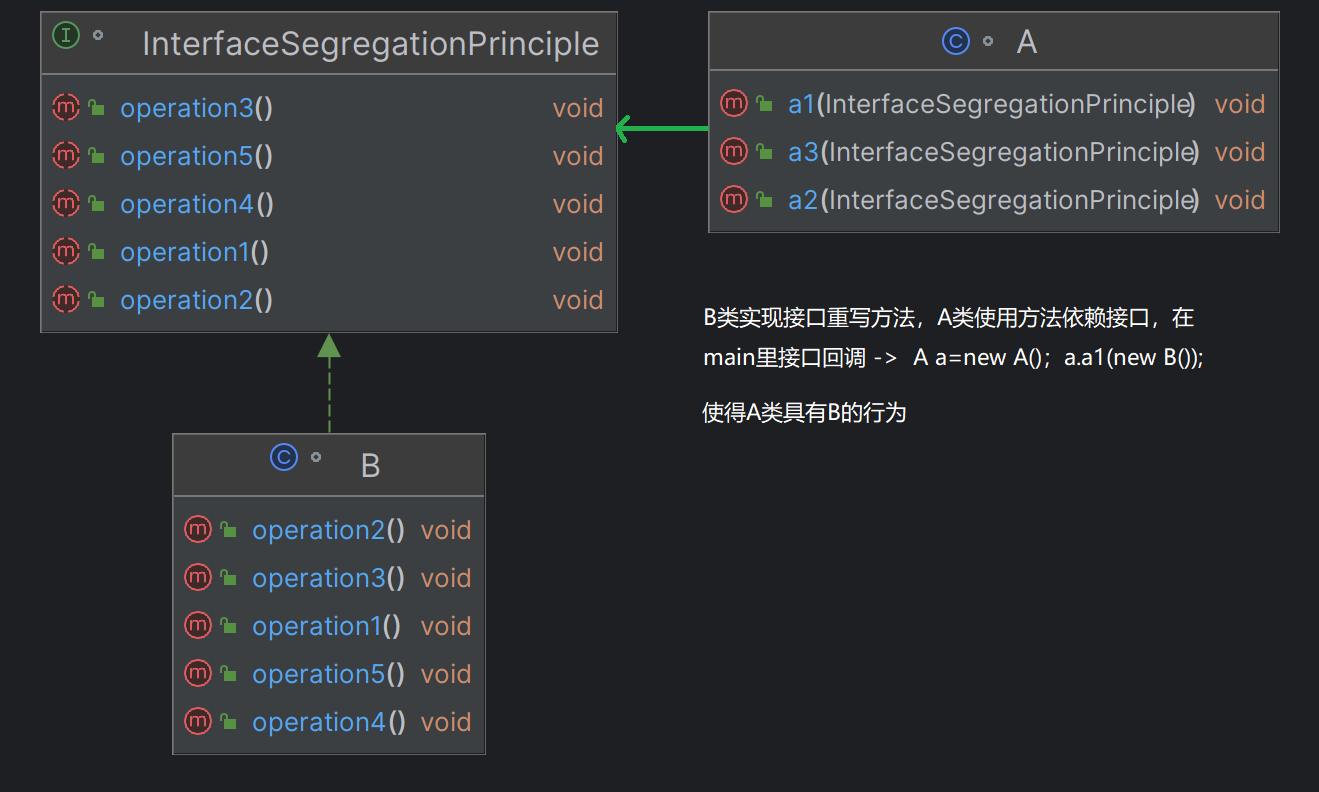 I InterfaceSegregationPrinciple
m operation3() void
m operation5() void
m operation4() void
m operation1() void
m operation2() void
C A
m a1(InterfaceSegregationPrinciple) void
m a3(InterfaceSegregationPrinciple) void
m a2(InterfaceSegregationPrinciple) void
B类实现接口重写方法，A类使用方法依赖接口，在
main里接口回调 -> A a=new A()；a.a1(new B());
使得A类具有B的行为
C B
m operation2() void
m operation3() void
m operation1() void
m operation5() void
m operation4() void